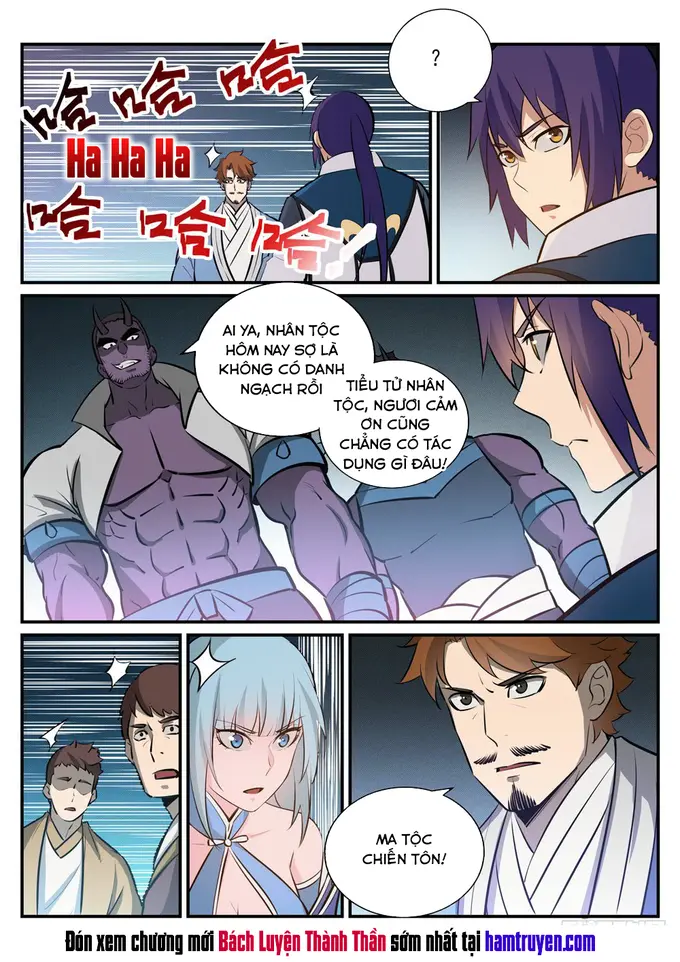 ?
哈 哈 哈
Ha Ha Ha
哈 哈 哈!
AI YA, NHÂN TỘC
HÔM NAY SỢ LÀ
KHÔNG CÓ DANH
NGẠCH RỒI
TIỂU TỬ NHÂN
TỘC, NGƯƠI CẢM
ƠN CŨNG
CHẲNG CÓ TÁC
DỤNG GÌ ĐÂU!
MA TỘC
CHIẾN TÔN!
Đón xem chương mới Bách Luyện Thành Thần sớm nhất tại hamtruyen.com